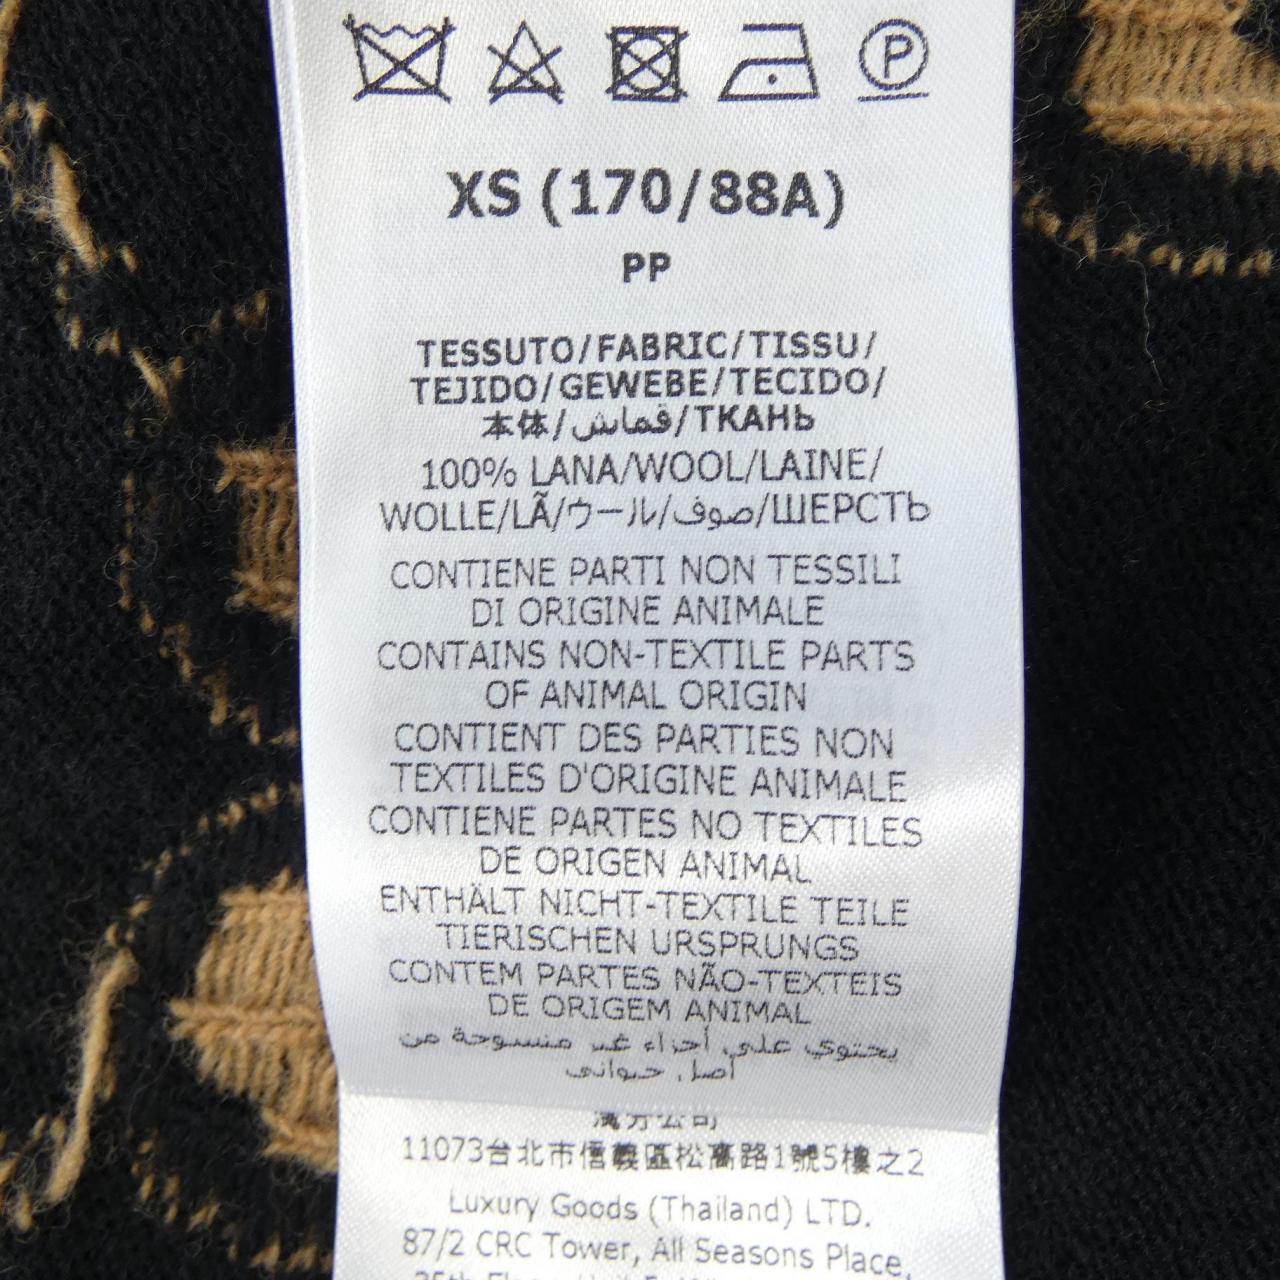 P
XS (170/88A)
PP
TESSUTO/FABRIC/TISSU/
TEJIDO/GEWEBE/TECIDO/
本体/قماش/ТКАНЬ
100% LANA/WOOL/LAINE/
WOLLE/LÃ/ウール/صوف/ШЕРСТЬ
CONTIENE PARTI NON TESSILI
DI ORIGINE ANIMALE
CONTAINS NON-TEXTILE PARTS
OF ANIMAL ORIGIN
CONTIENT DES PARTIES NON
TEXTILES D'ORIGINE ANIMALE
CONTIENE PARTES NO TEXTILES
DE ORIGEN ANIMAL
ENTHÄLT NICHT-TEXTILE TEILE
TIERISCHEN URSPRUNGS
CONTEM PARTES NÃO-TEXTEIS
DE ORIGEM ANIMAL
يحتوي على أجزاء غير منسوجة من
أصل حيواني
公司
11073台北市信義區松高路1號5樓之2
Luxury Goods (Thailand) LTD.
87/2 CRC Tower, All Seasons Place,